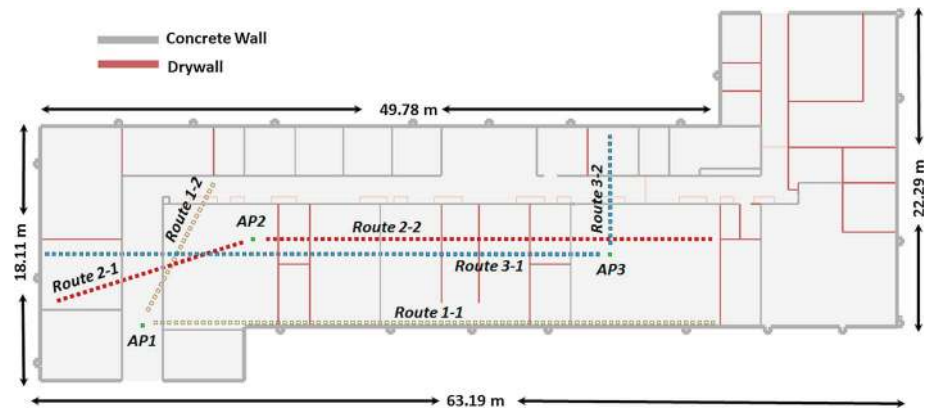 Concrete Wall
Drywall
49.78 m
Route 1-2
Route 3-2
AP2
Route 2-2
18.11 m
22.29 m
Route 2-1
Route 3-1
AP3
Route 1-1
AP1
63.19 m